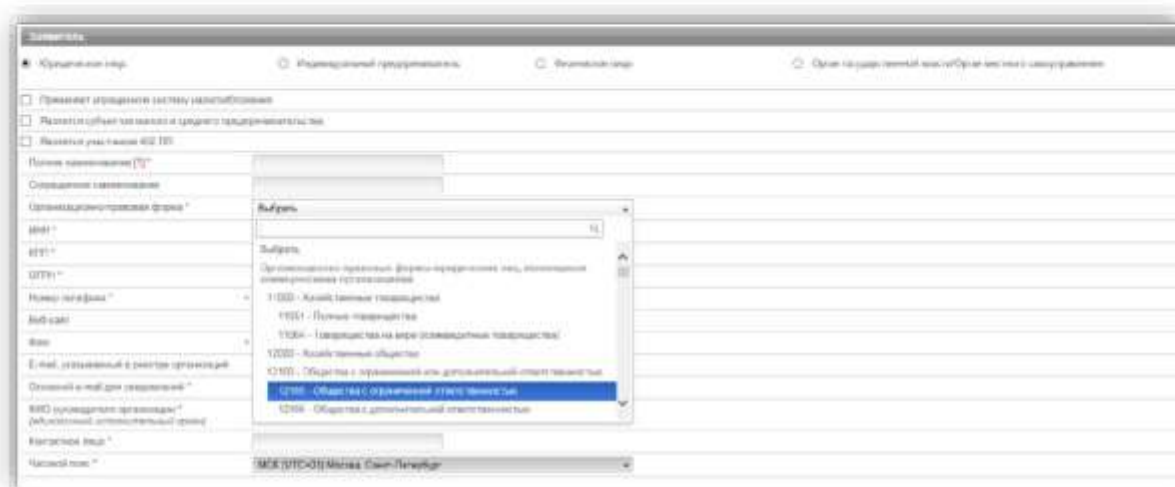 Заявитель
Юридическое лицо
Индивидуальный предприниматель
Физическое лицо
Орган государственной власти/Орган местного самоуправления
Применяет упрощенную систему налогообложения
Является субъектом малого и среднего предпринимательства
Является участником
Полное наименование [?]*
Сокращенное наименование
Организационно-правовая форма *
Выбрать
ИНН *
Выбрать
КПП *
Организационно-правовые формы юридических лиц, являющихся коммерческими организациями
ОГРН *
Номер телефона *
11000 - Хозяйственные товарищества
11051 - Полные товарищества
Веб-сайт
11064 - Товарищества на вере (коммандитные товарищества)
Факс
12000 - Хозяйственные общества
E-mail, указываемый в реестре организаций
12100 - Общества с ограниченной или дополнительной ответственностью
Основной e-mail для уведомлений *
12165 - Общества с ограниченной ответственностью
12166 - Общества с дополнительной ответственностью
ФИО руководителя организации *
(единоличный исполнительный орган)
Контактное лицо *
Часовой пояс *
МСК (UTC+03) Москва, Санкт-Петербург